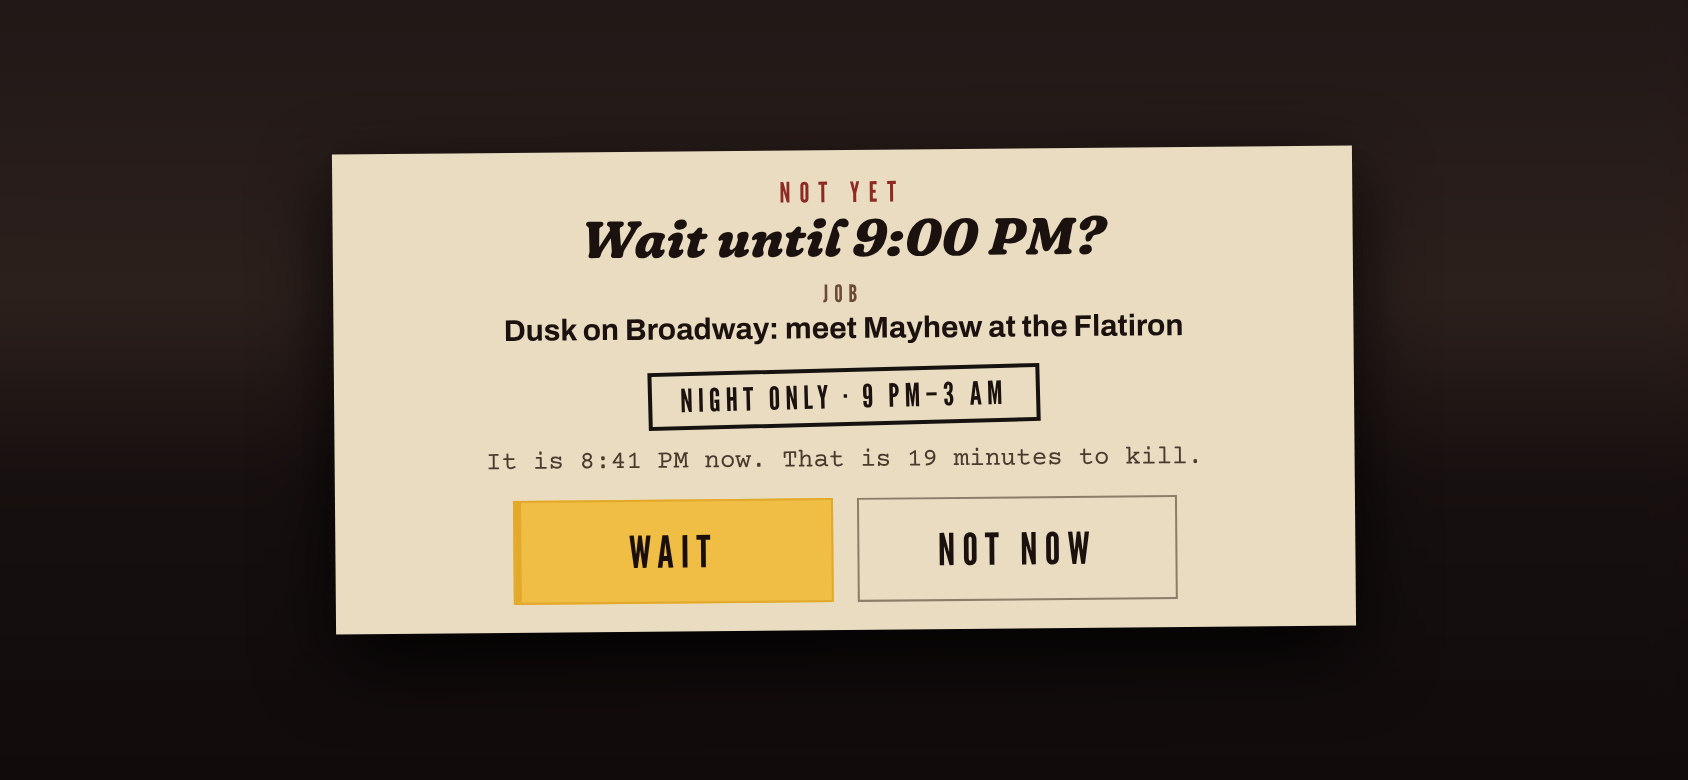 NOT YET
Wait until 9:00 PM?
JOB
Dusk on Broadway: meet Mayhew at the Flatiron
NIGHT ONLY · 9 PM–3 AM
It is 8:41 PM now. That is 19 minutes to kill.
WAIT
NOT NOW